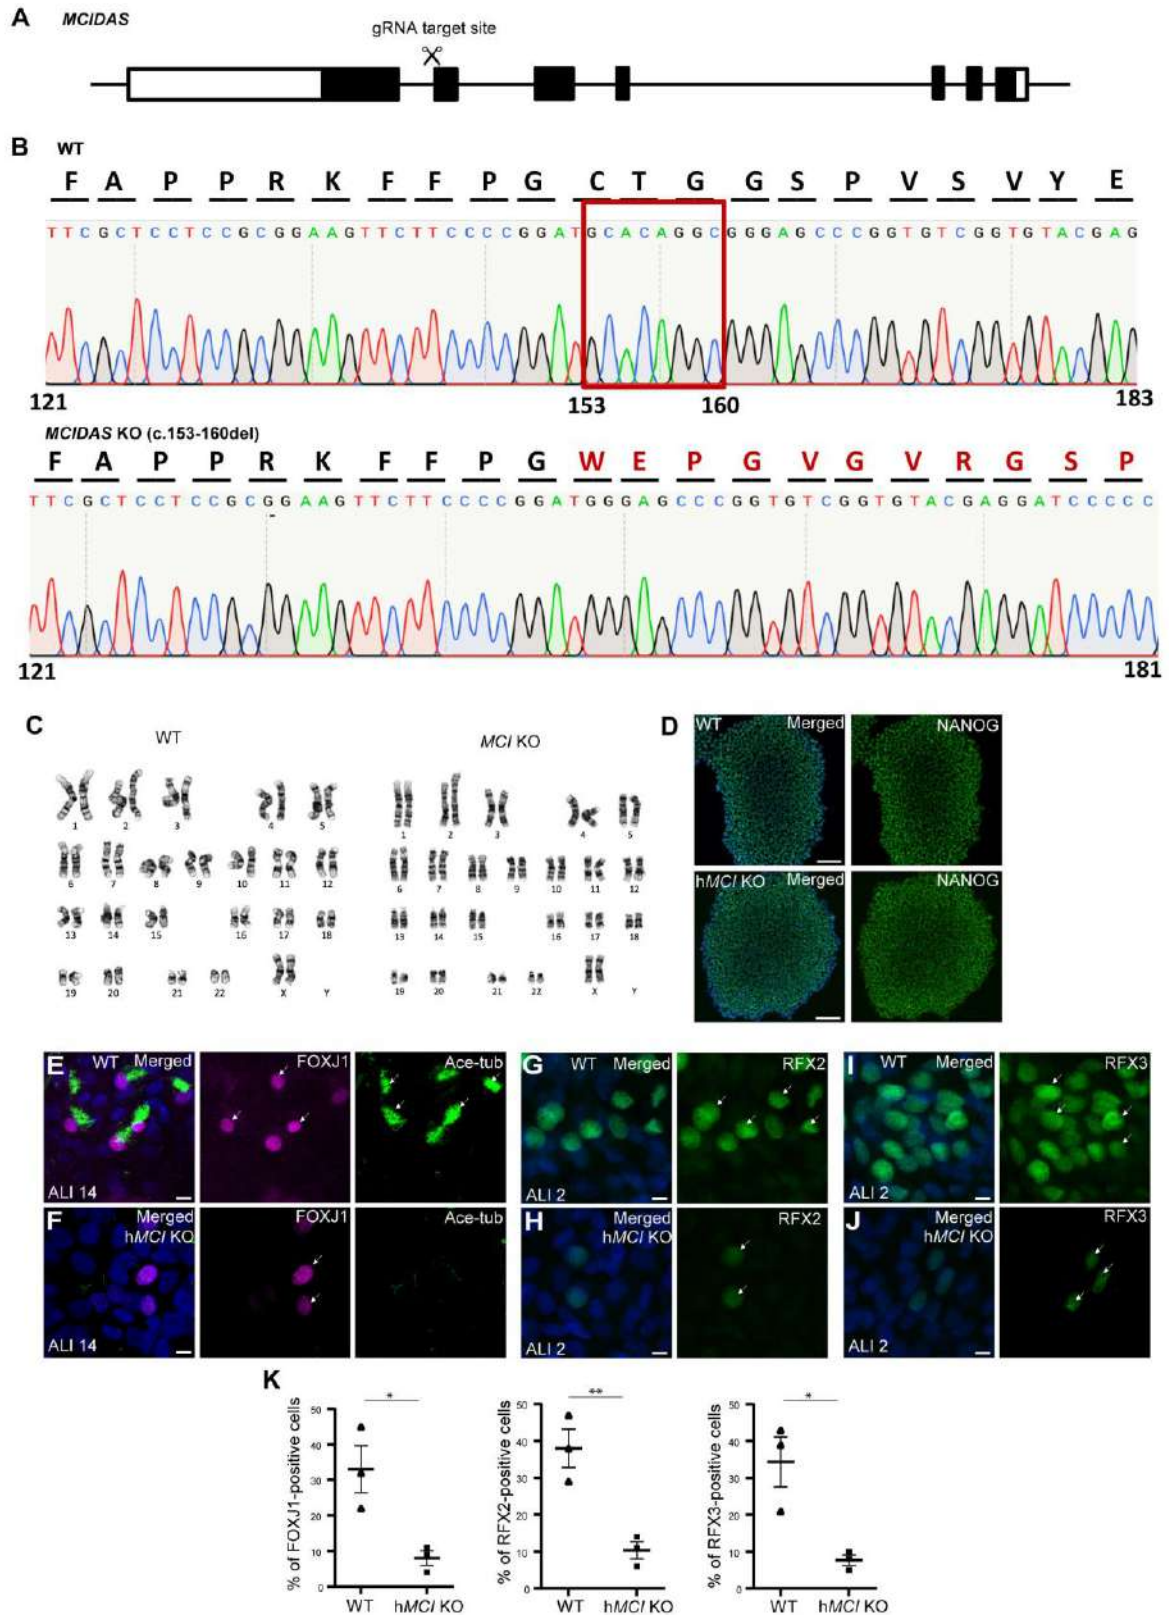 A MCIDAS
gRNA target site
B WT
F A P P R K F F P G C T G G S P V S V Y E
TTCGCTCCTCCGCGGAAGTTCTTCCCCGGATGCACAGGCGGGAGCCCGGTGTCGGTGTACGAG
121 153 160 183
MCIDAS KO (c.153-160del)
F A P P R K F F P G W E P G V G V R G S P
TTCGCTCCTCCGCGGAAGTTCTTCCCCGGATGGGAGCCCGGTGTCGGTGTACGAGGATCCCCC
121 181
C WT MCI KO
1 2 3 4 5
6 7 8 9 10 11 12
13 14 15 16 17 18
19 20 21 22 X Y
1 2 3 4 5
6 7 8 9 10 11 12
13 14 15 16 17 18
19 20 21 22 X Y
D WT Merged NANOG
hMCI KO Merged NANOG
E WT Merged FOXJ1 Ace-tub
ALI 14
G WT Merged RFX2
ALI 2
I WT Merged RFX3
ALI 2
F Merged FOXJ1 Ace-tub
hMCI KO
ALI 14
H Merged RFX2
hMCI KO
ALI 2
J Merged RFX3
hMCI KO
ALI 2
K
% of FOXJ1-positive cells
50
40
30
20
10
0
*
WT hMCI KO
% of RFX2-positive cells
50
40
30
20
10
0
**
WT hMCI KO
% of RFX3-positive cells
50
40
30
20
10
0
*
WT hMCI KO